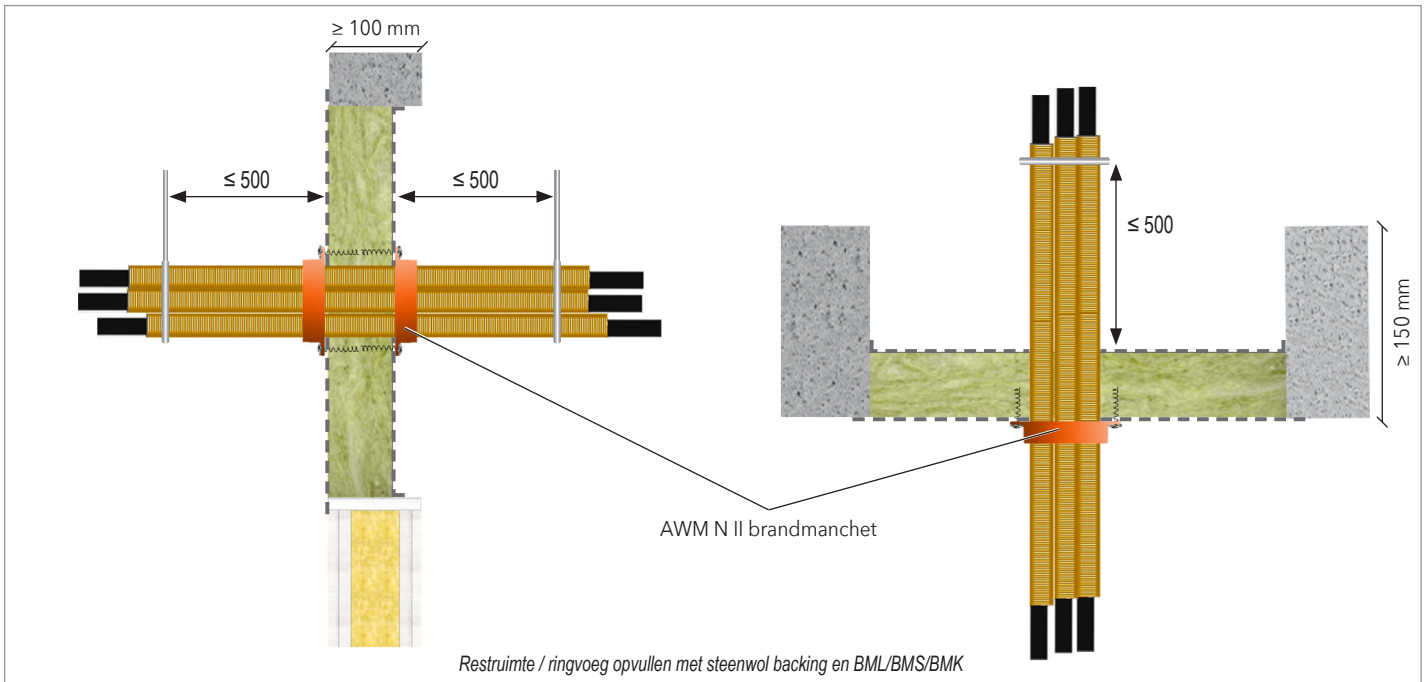 ≥ 100 mm
≤ 500
≤ 500
≤ 500
≥ 150 mm
AWM N II brandmanchet
Restruimte / ringvoeg opvullen met steenwol backing en BML/BMS/BMK